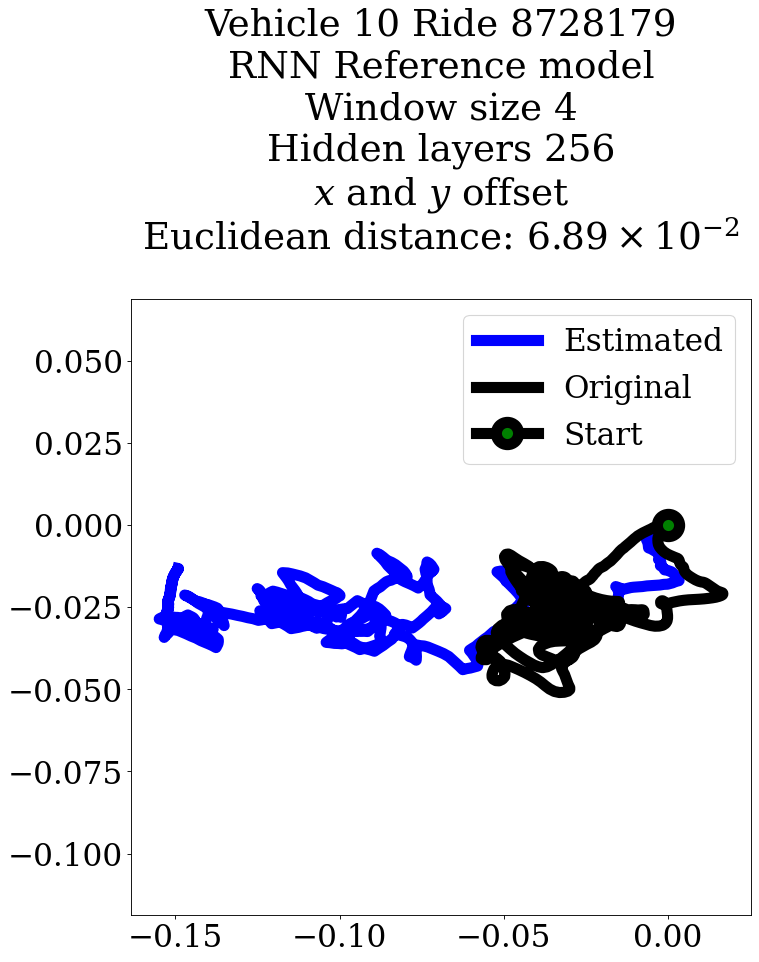 Vehicle 10 Ride 8728179
RNN Reference model
Window size 4
Hidden layers 256
x and y offset
Euclidean distance: 6.89 × 10⁻²
Estimated
Original
Start
0.050
0.025
0.000
−0.025
−0.050
−0.075
−0.100
−0.15 −0.10 −0.05 0.00